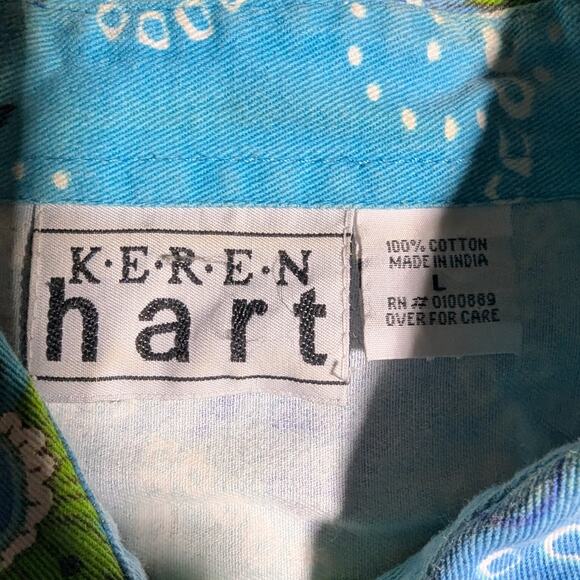 K·E·R·E·N
hart
100% COTTON
MADE IN INDIA
L
RN # 0100889
OVER FOR CARE